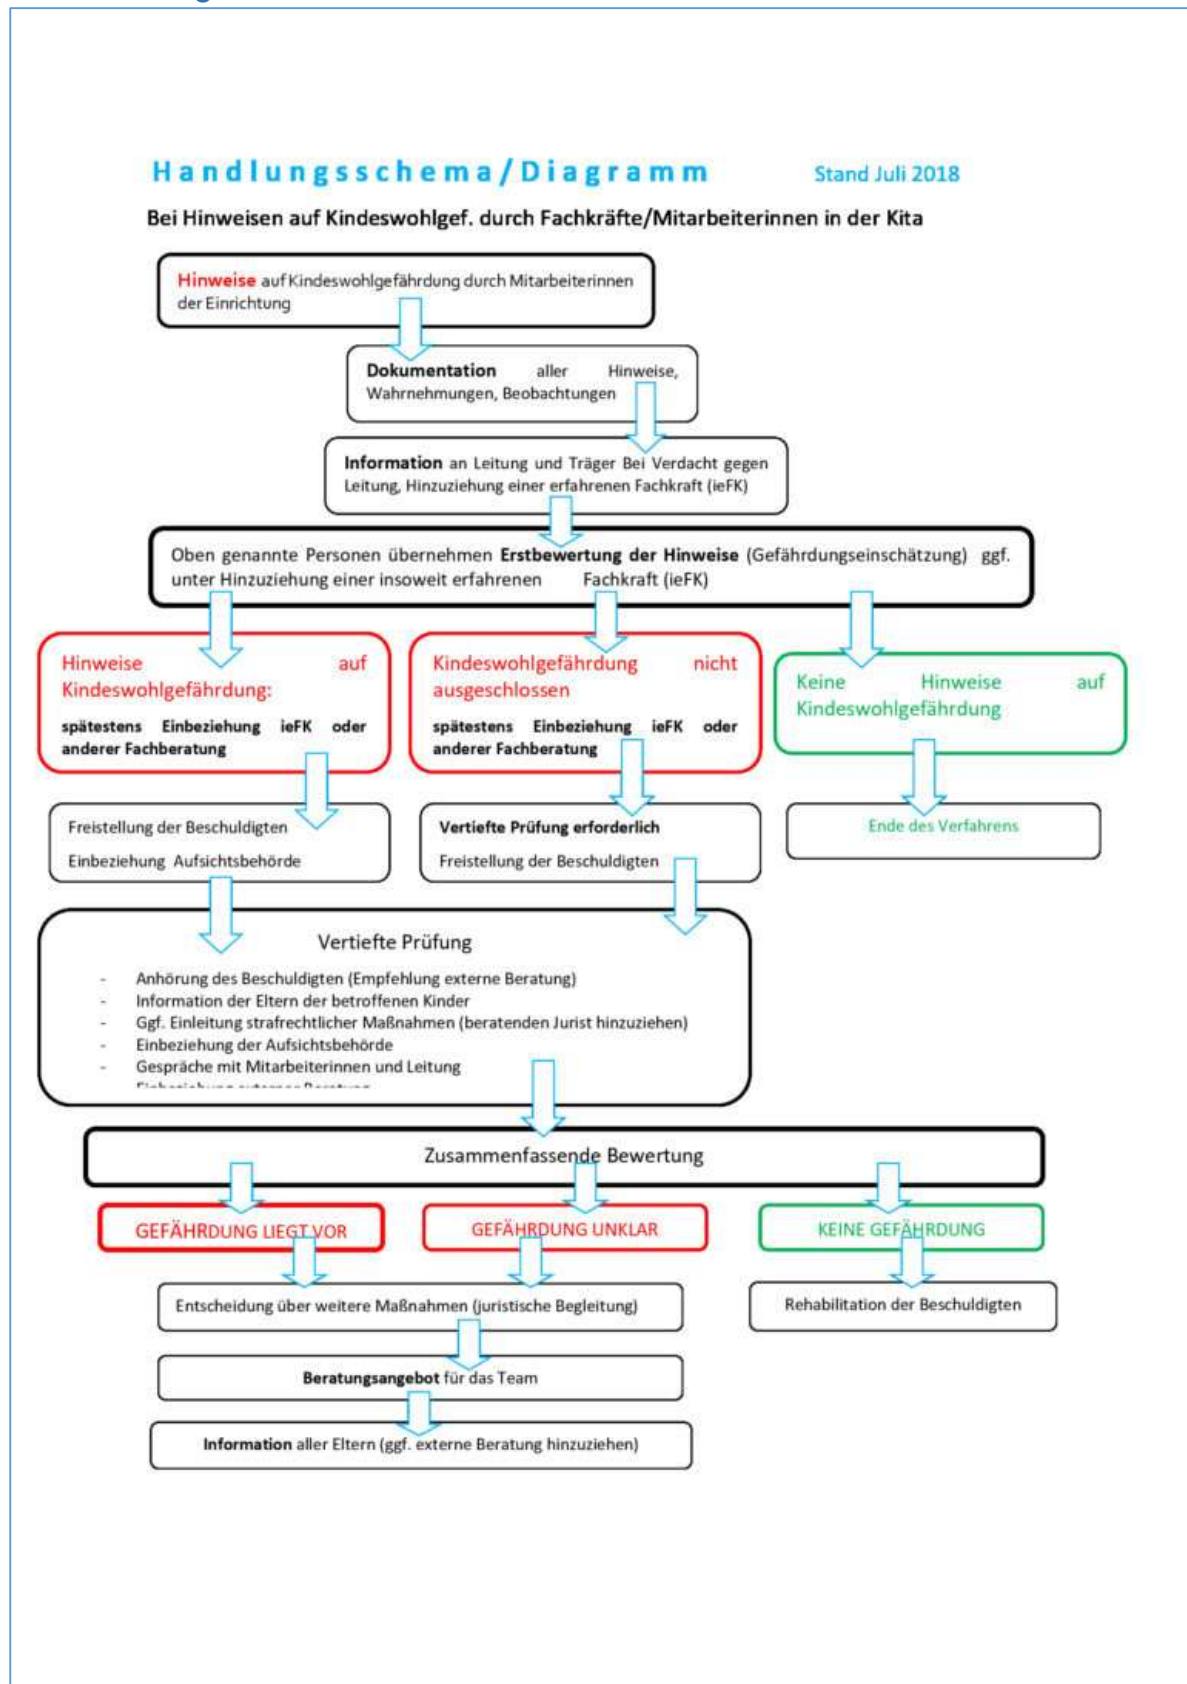 Handlungsschema/Diagramm Stand Juli 2018
Bei Hinweisen auf Kindeswohlgef. durch Fachkräfte/Mitarbeiterinnen in der Kita
Hinweise auf Kindeswohlgefährdung durch Mitarbeiterinnen
der Einrichtung
Dokumentation aller Hinweise,
Wahrnehmungen, Beobachtungen
Information an Leitung und Träger Bei Verdacht gegen
Leitung, Hinzuziehung einer erfahrenen Fachkraft (ieFK)
Oben genannte Personen übernehmen Erstbewertung der Hinweise (Gefährdungseinschätzung) ggf.
unter Hinzuziehung einer insoweit erfahrenen Fachkraft (ieFK)
Hinweise auf
Kindeswohlgefährdung:
spätestens Einbeziehung ieFK oder
anderer Fachberatung
Kindeswohlgefährdung nicht
ausgeschlossen
spätestens Einbeziehung ieFK oder
anderer Fachberatung
Keine Hinweise auf
Kindeswohlgefährdung
Freistellung der Beschuldigten
Einbeziehung Aufsichtsbehörde
Vertiefte Prüfung erforderlich
Freistellung der Beschuldigten
Ende des Verfahrens
Vertiefte Prüfung
- Anhörung des Beschuldigten (Empfehlung externe Beratung)
- Information der Eltern der betroffenen Kinder
- Ggf. Einleitung strafrechtlicher Maßnahmen (beratenden Jurist hinzuziehen)
- Einbeziehung der Aufsichtsbehörde
- Gespräche mit Mitarbeiterinnen und Leitung
Einbeziehung externer Beratung
Zusammenfassende Bewertung
GEFÄHRDUNG LIEGT VOR
GEFÄHRDUNG UNKLAR
KEINE GEFÄHRDUNG
Entscheidung über weitere Maßnahmen (juristische Begleitung)
Rehabilitation der Beschuldigten
Beratungsangebot für das Team
Information aller Eltern (ggf. externe Beratung hinzuziehen)